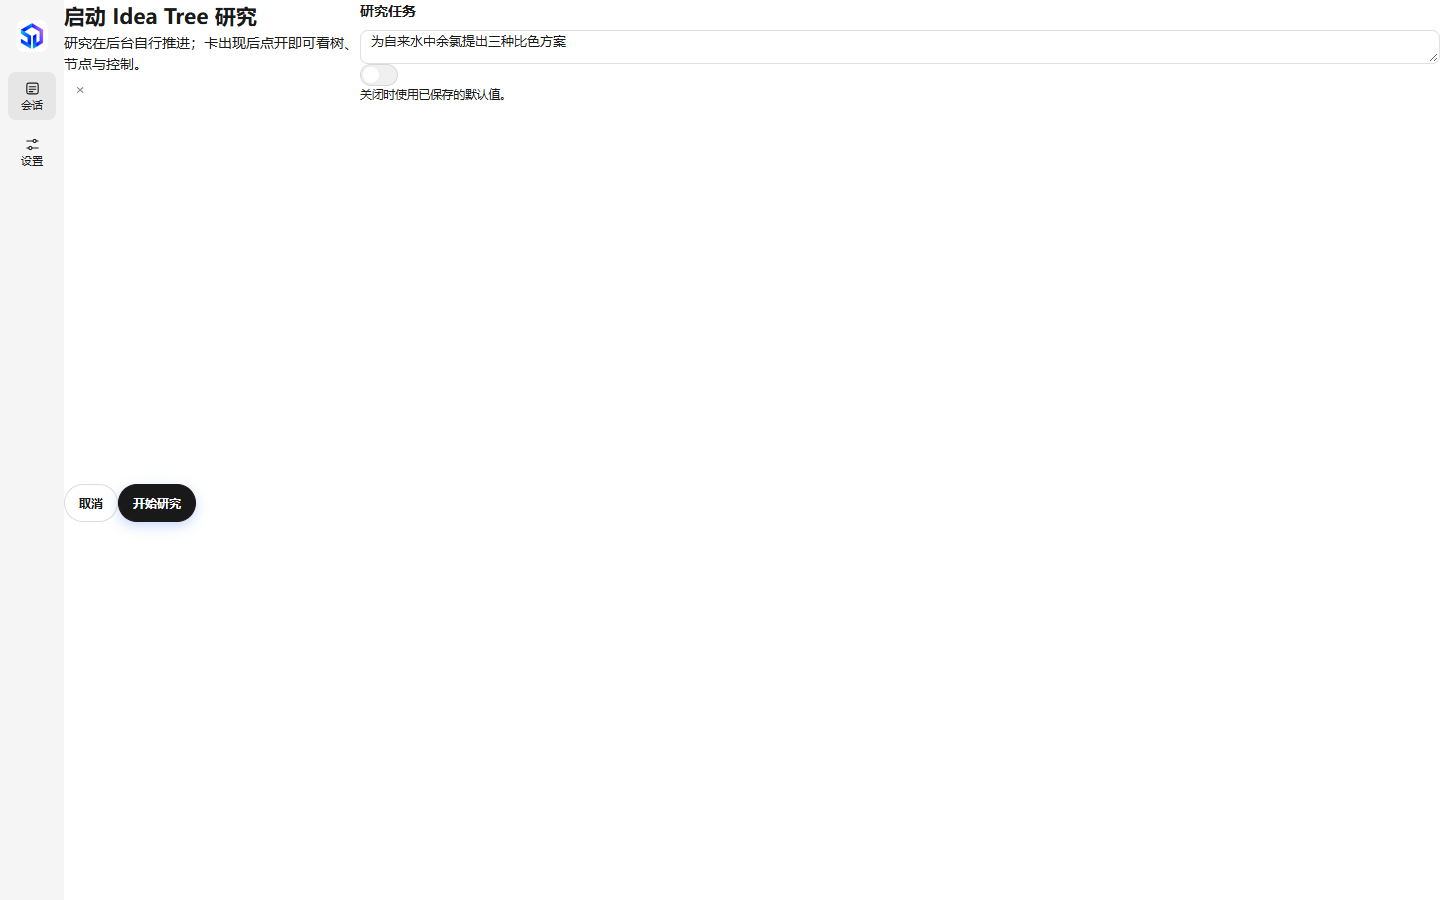 会话
设置
启动 Idea Tree 研究
研究在后台自行推进；卡出现后点开即可看树、
节点与控制。
×
研究任务
为自来水中余氯提出三种比色方案
关闭时使用已保存的默认值。
取消
开始研究